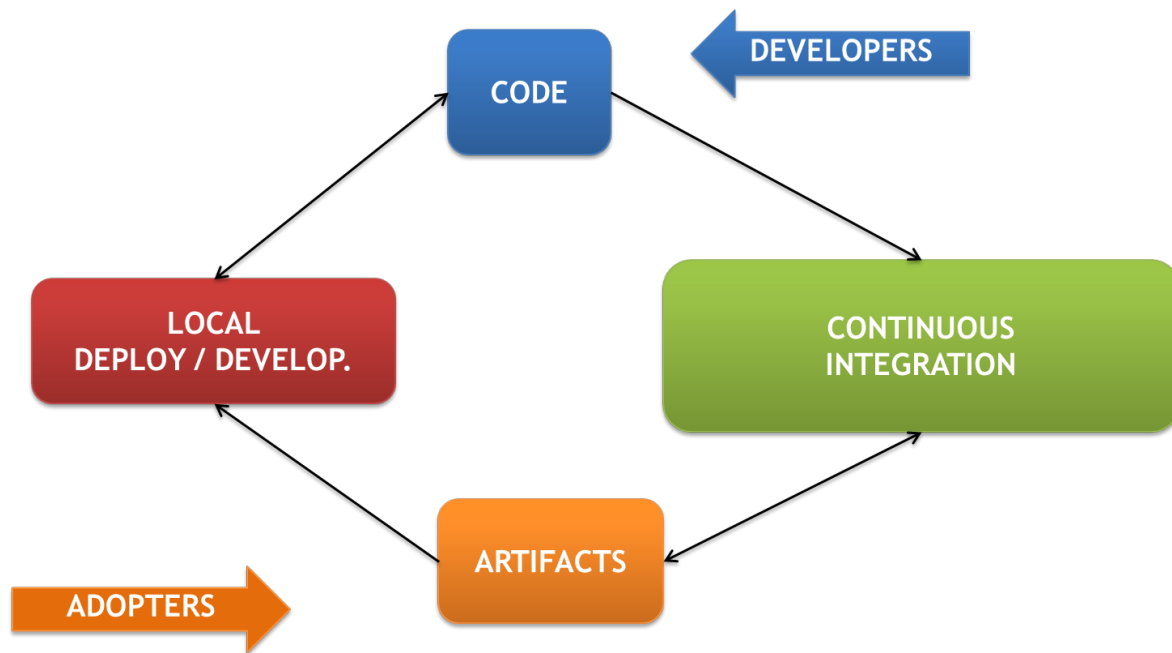 DEVELOPERS
CODE
LOCAL
DEPLOY / DEVELOP.
CONTINUOUS
INTEGRATION
ARTIFACTS
ADOPTERS